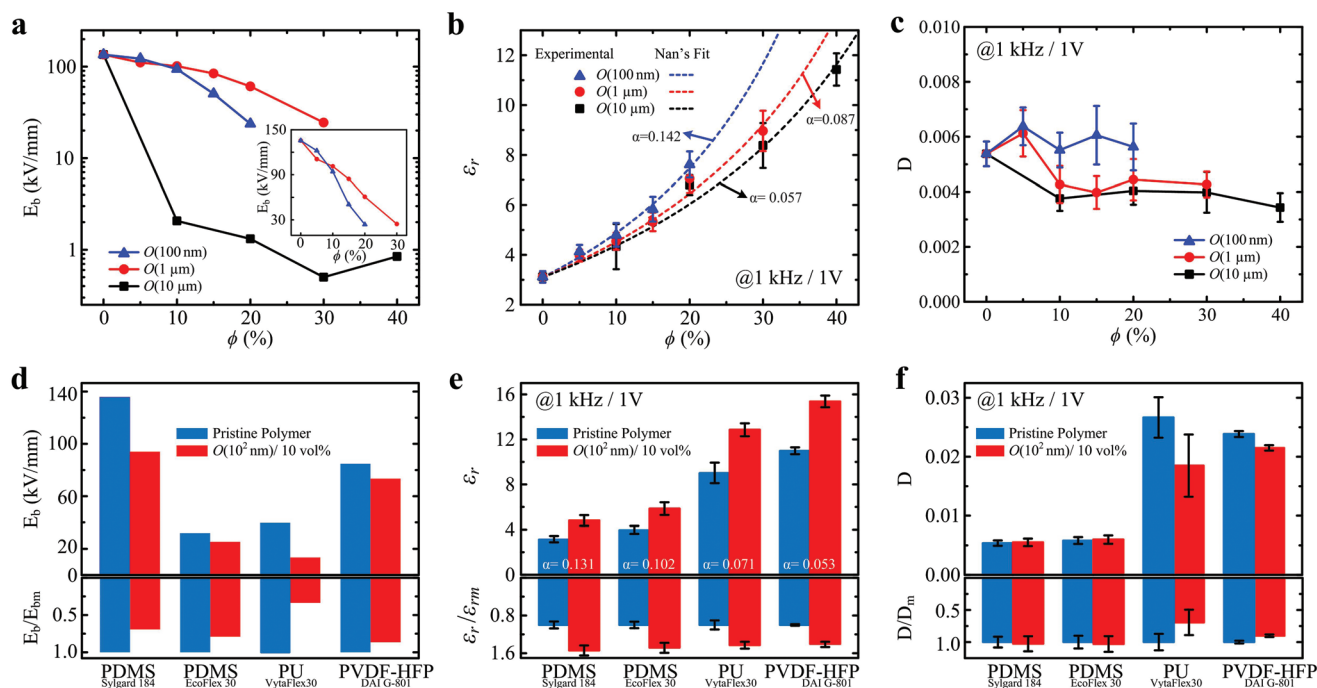 a
E_b (kV/mm)
100
10
1
O(100 nm)
O(1 µm)
O(10 µm)
0 10 20 30 40
ϕ (%)
E_b (kV/mm)
150
90
30
0 10 20 30
ϕ (%)
b
@1 kHz / 1V
Experimental Nan's Fit
O(100 nm)
O(1 µm)
O(10 µm)
α=0.142
α=0.087
α= 0.057
ε_r
12
10
8
6
4
2
0 10 20 30 40
ϕ (%)
c
@1 kHz / 1V
D
0.010
0.008
0.006
0.004
0.002
0.000
O(100 nm)
O(1 µm)
O(10 µm)
0 10 20 30 40
ϕ (%)
d
E_b (kV/mm)
140
100
60
20
0
Pristine Polymer
O(10² nm)/ 10 vol%
E_b/E_bm
0.5
1.0
PDMS PDMS PU PVDF-HFP
Sylgard 184 EcoFlex 30 VytaFlex30 DAI G-801
e
@1 kHz / 1V
ε_r
16
12
8
4
0
Pristine Polymer
O(10² nm)/ 10 vol%
α= 0.131 α= 0.102 α= 0.071 α= 0.053
ε_r/ε_rm
0.8
1.6
PDMS PDMS PU PVDF-HFP
Sylgard 184 EcoFlex 30 VytaFlex30 DAI G-801
f
@1 kHz / 1V
D
0.03
0.02
0.01
0.00
Pristine Polymer
O(10² nm)/ 10 vol%
D/D_m
0.5
1.0
PDMS PDMS PU PVDF-HFP
Sylgard 184 EcoFlex 30 VytaFlex30 DAI G-801